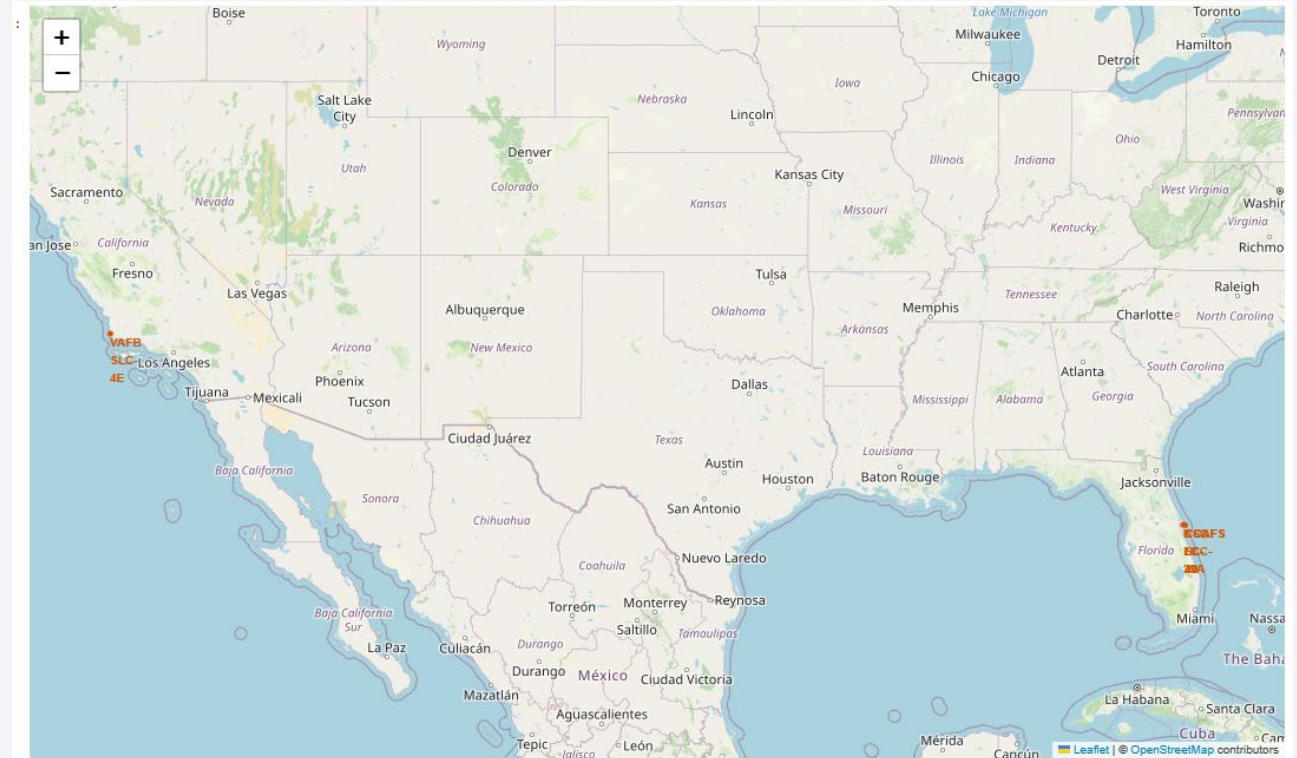 :
Boise
Lake Michigan
Toronto
+
Wyoming
Milwaukee
Hamilton
Detroit
−
Chicago
Iowa
Salt Lake
City
Nebraska
Lincoln
Pennsylvan
Ohio
Denver
Illinois
Indiana
Utah
Kansas City
Colorado
Sacramento
Nevada
Kansas
Missouri
West Virginia
Washin
Virginia
Kentucky
an Jose
California
Richmo
Fresno
Tulsa
Las Vegas
Raleigh
Tennessee
Albuquerque
Oklahoma
Memphis
Charlotte
North Carolina
Arkansas
VAFB
SLC-
4E
Los Angeles
Arizona
New Mexico
Atlanta
South Carolina
Phoenix
Dallas
Tijuana
Mexicali
Tucson
Mississippi
Alabama
Georgia
Ciudad Juárez
Texas
Louisiana
Austin
Baja California
Houston
Baton Rouge
Jacksonville
Sonora
San Antonio
Chihuahua
Florida
Nuevo Laredo
Coahuila
Torreón
Monterrey
Reynosa
Baja California
Sur
Saltillo
Tamaulipas
Miami
Nassa
La Paz
Culiacán
Durango
The Baha
Durango
México
Ciudad Victoria
Mazatlán
La Habana
Santa Clara
Aguascalientes
Cuba
Cam
Tepic
León
Mérida
Jalisco
Cancún
Leaflet | © OpenStreetMap contributors